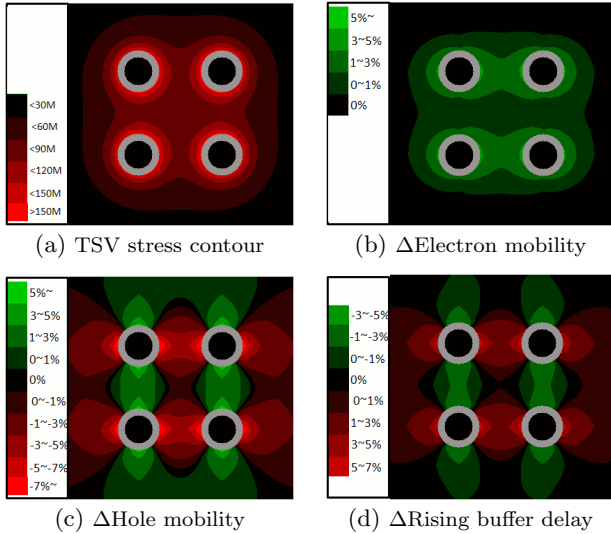 <30M
<60M
<90M
<120M
<150M
>150M
(a) TSV stress contour
5%~
3~5%
1~3%
0~1%
0%
(b) ΔElectron mobility
5%~
3~5%
1~3%
0~1%
0%
0~-1%
-1~-3%
-3~-5%
-5~-7%
-7%~
(c) ΔHole mobility
-3~-5%
-1~-3%
0~-1%
0%
0~1%
1~3%
3~5%
5~7%
(d) ΔRising buffer delay